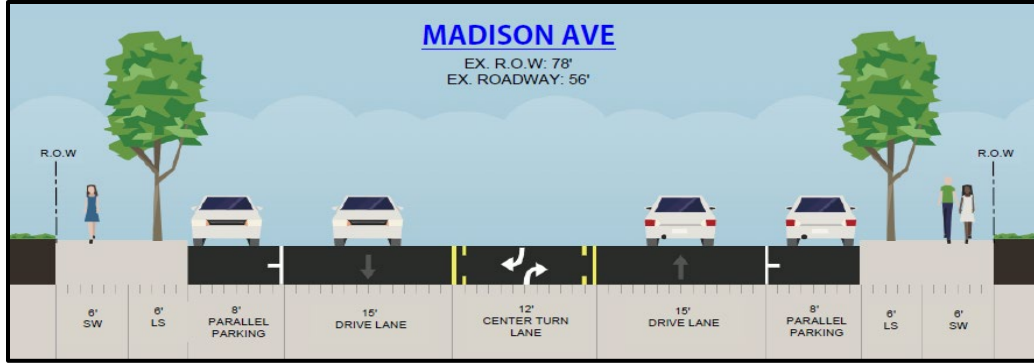 MADISON AVE
EX. R.O.W: 78'
EX. ROADWAY: 56'
R.O.W
R.O.W
6'
SW
6'
LS
8'
PARALLEL
PARKING
15'
DRIVE LANE
12'
CENTER TURN
LANE
15'
DRIVE LANE
8'
PARALLEL
PARKING
6'
LS
6'
SW